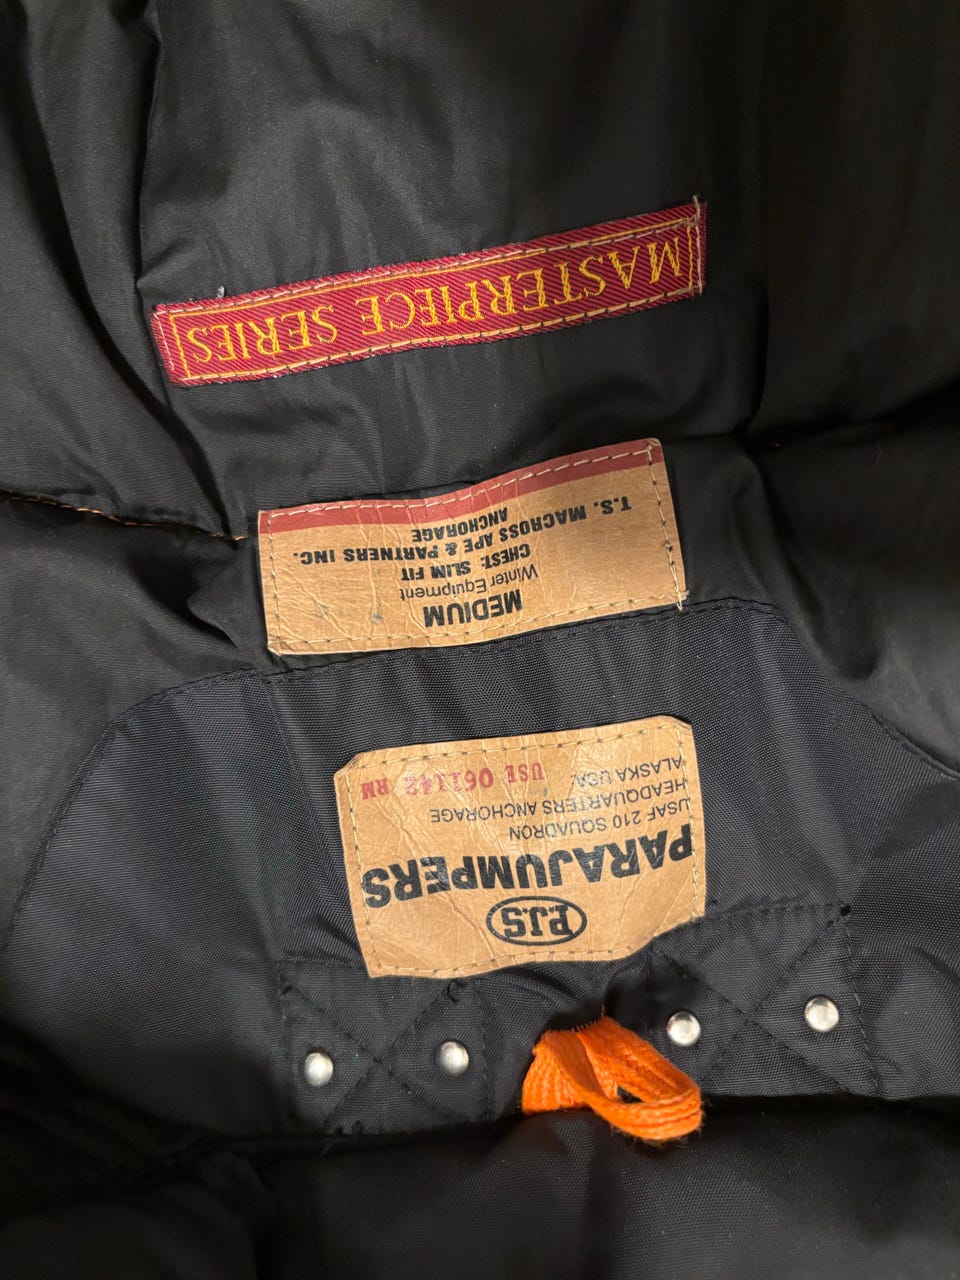 P.J.S
PARAJUMPERS
USAF 210 SQUADRON
HEADQUARTERS ANCHORAGE
ALASKA USA. USE 061142 RM
MEDIUM
Winter Equipment
CHEST: SLIM FIT
T.S. MACROSS APE & PARTNERS INC.
ANCHORAGE
MASTERPIECE SERIES